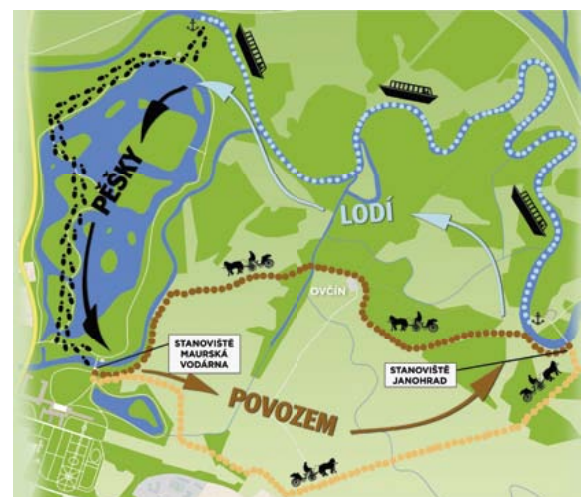 PĚŠKY
LODÍ
OVČÍN
STANOVIŠTĚ
MAURSKÁ
VODÁRNA
STANOVIŠTĚ
JANOHRAD
POVOZEM